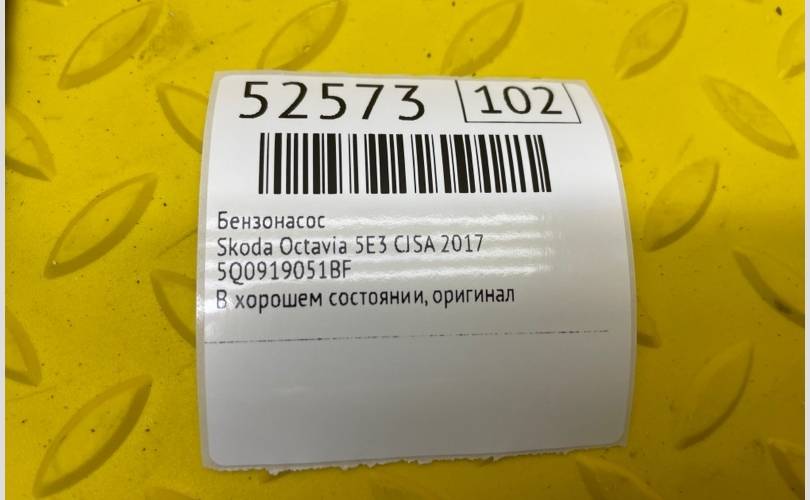 52573 102
Бензонасос
Skoda Octavia 5E3 CJSA 2017
5Q0919051BF
В хорошем состоянии, оригинал